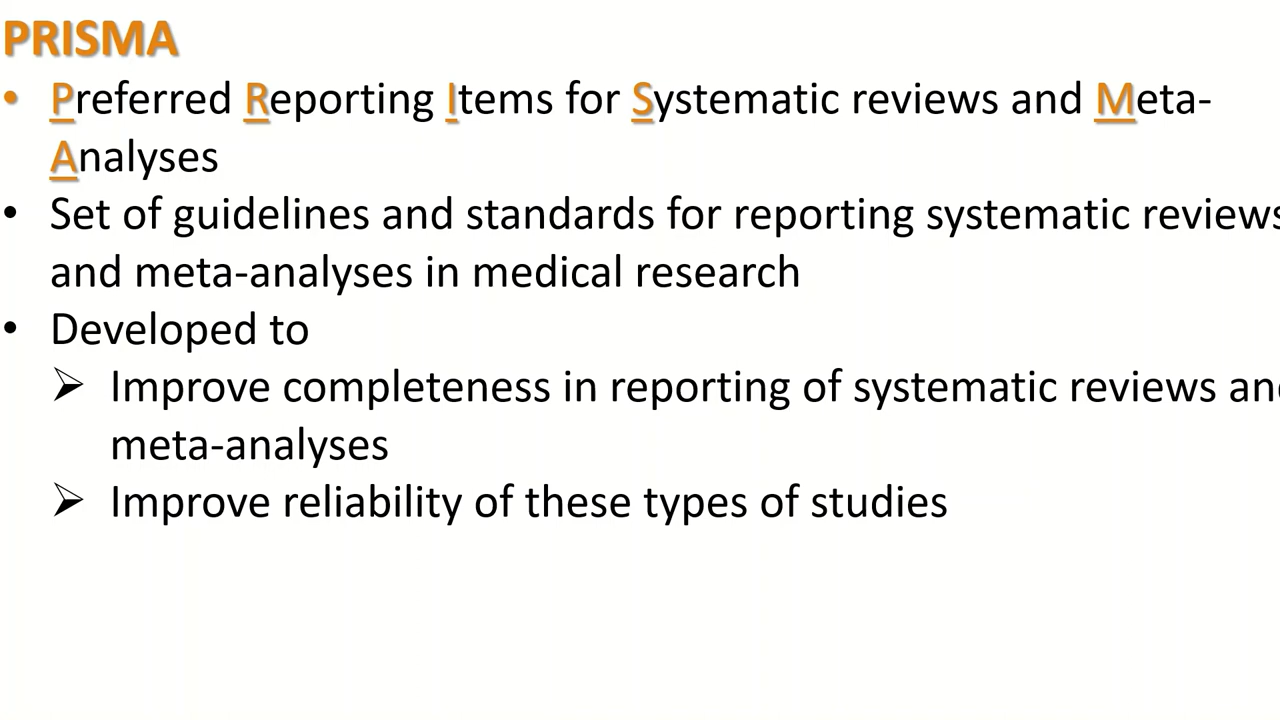 PRISMA
• Preferred Reporting Items for Systematic reviews and Meta-
Analyses
• Set of guidelines and standards for reporting systematic reviews
and meta-analyses in medical research
• Developed to
➢ Improve completeness in reporting of systematic reviews and
meta-analyses
➢ Improve reliability of these types of studies